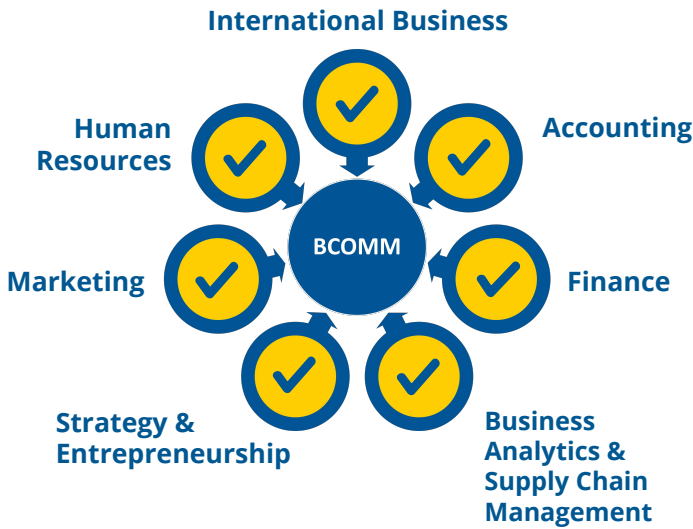 International Business
Human
Resources
Accounting
BCOMM
Marketing
Finance
Strategy &
Entrepreneurship
Business
Analytics &
Supply Chain
Management